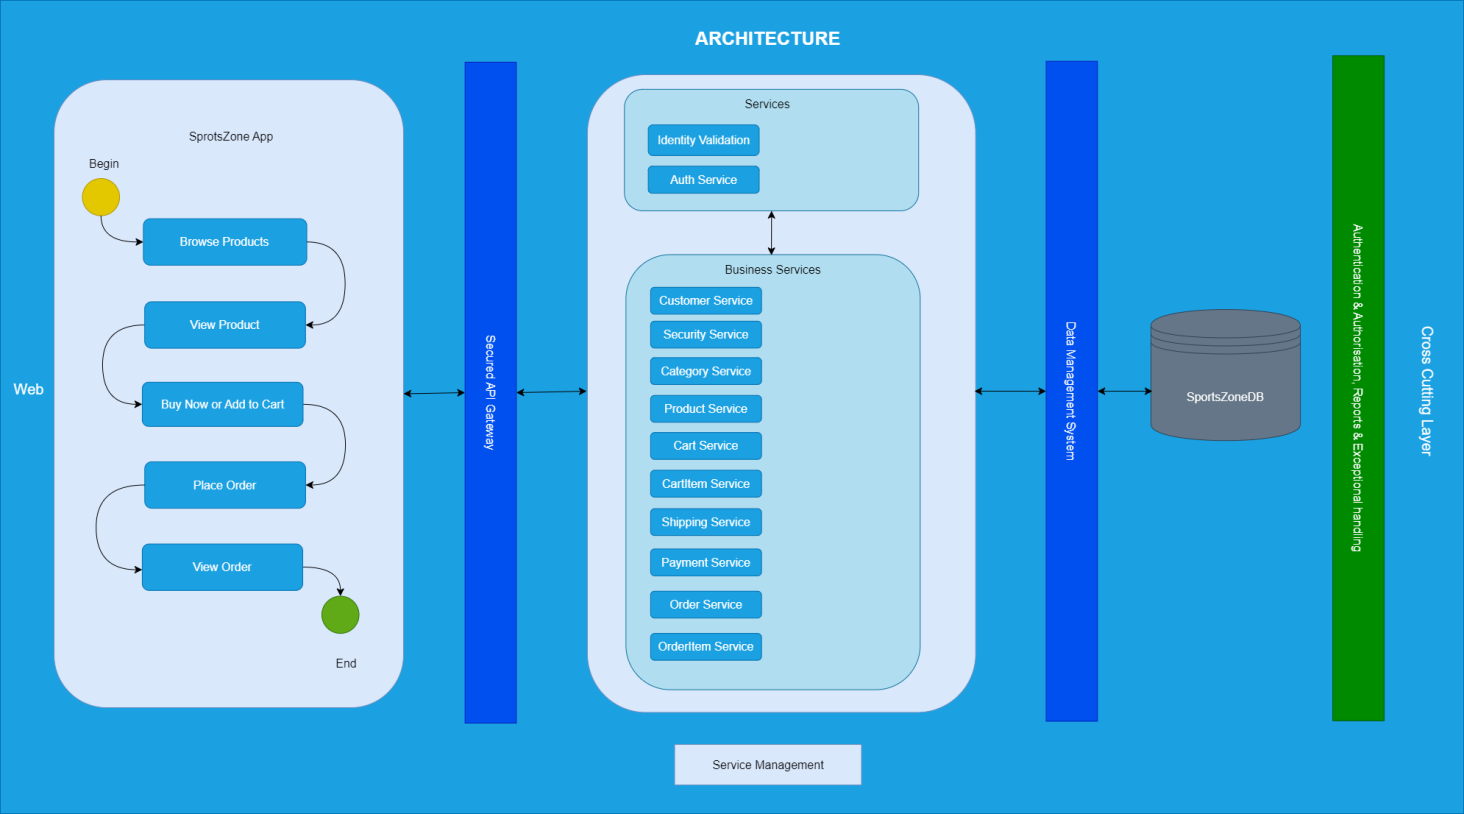 ARCHITECTURE
Web
SprotsZone App
Begin
Browse Products
View Product
Buy Now or Add to Cart
Place Order
View Order
End
Secured API Gateway
Services
Identity Validation
Auth Service
Business Services
Customer Service
Security Service
Category Service
Product Service
Cart Service
CartItem Service
Shipping Service
Payment Service
Order Service
OrderItem Service
Service Management
Data Management System
SportsZoneDB
Authentication & Authorisation, Reports & Exceptional handling
Cross Cutting Layer